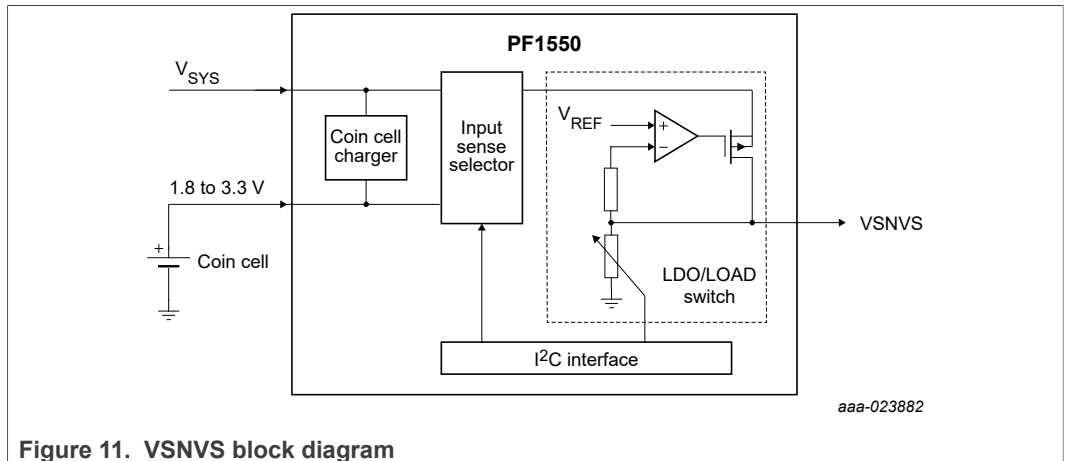 PF1550
VSYS
Coin cell
charger
Input
sense
selector
VREF
+
−
1.8 to 3.3 V
VSNVS
+
Coin cell
LDO/LOAD
switch
I2C interface
aaa-023882
Figure 11. VSNVS block diagram